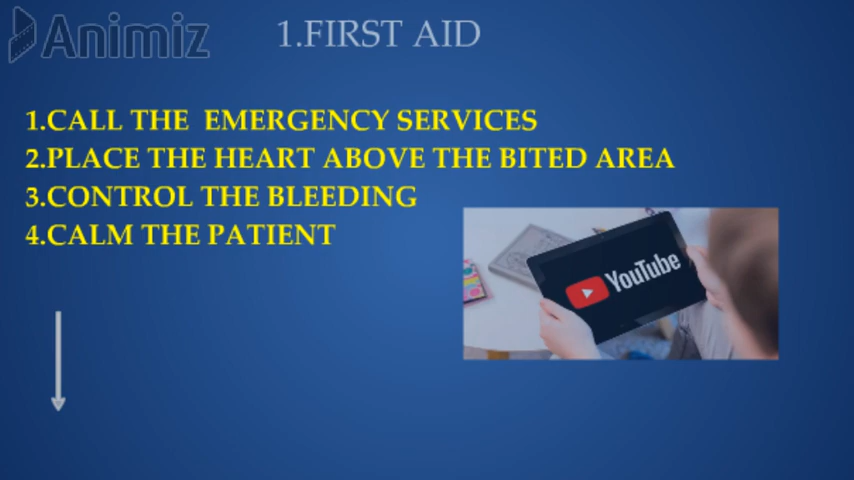 Animiz
1.FIRST AID
1.CALL THE EMERGENCY SERVICES
2.PLACE THE HEART ABOVE THE BITED AREA
3.CONTROL THE BLEEDING
4.CALM THE PATIENT
YouTube